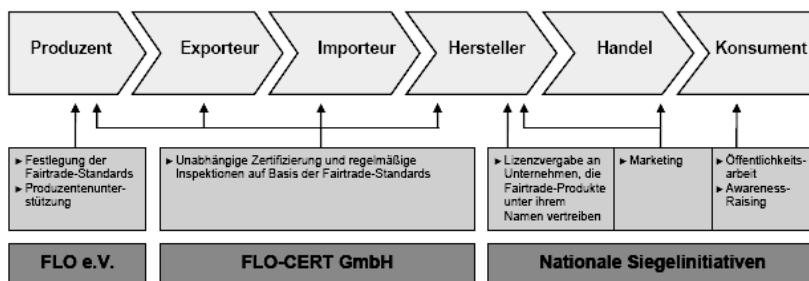 Produzent
Exporteur
Importeur
Hersteller
Handel
Konsument
► Festlegung der
Fairtrade-Standards
► Produzentenunter-
stützung
► Unabhängige Zertifizierung und regelmäßige
Inspektionen auf Basis der Fairtrade-Standards
► Lizenzvergabe an
Unternehmen, die
Fairtrade-Produkte
unter ihrem
Namen vertreiben
► Marketing
► Öffentlichkeits-
arbeit
► Awareness-
Raising
FLO e.V.
FLO-CERT GmbH
Nationale Siegelinitiativen